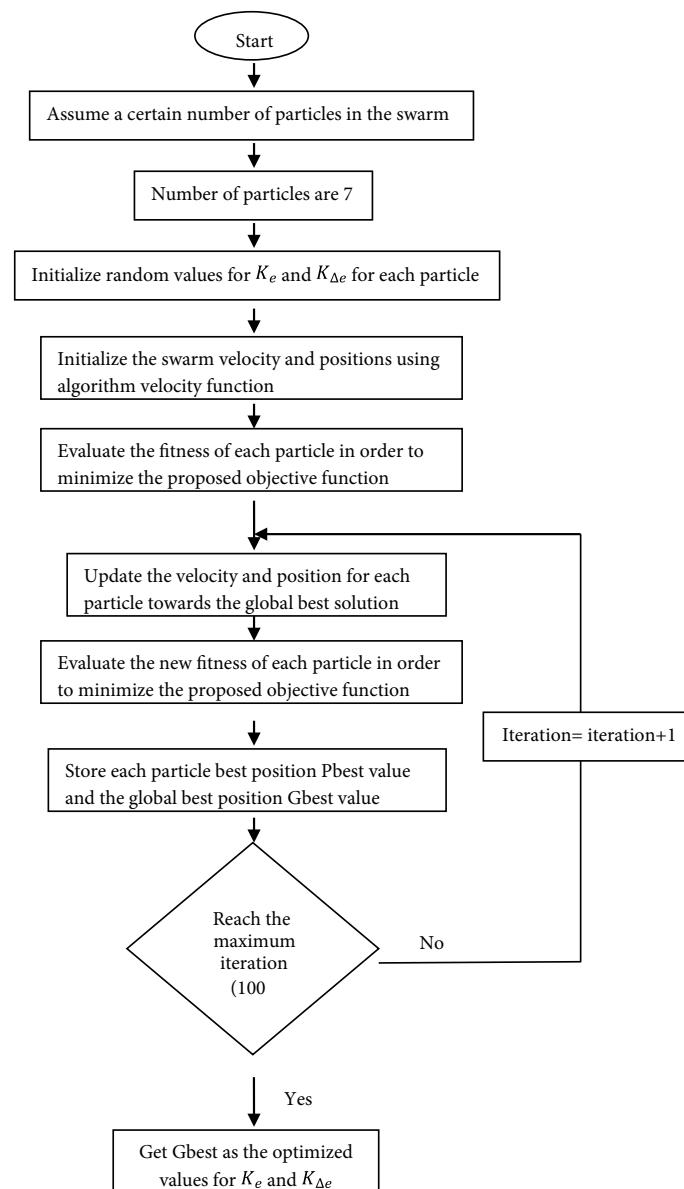 Start
Assume a certain number of particles in the swarm
Number of particles are 7
Initialize random values for K_e and K_Δe for each particle
Initialize the swarm velocity and positions using
algorithm velocity function
Evaluate the fitness of each particle in order to
minimize the proposed objective function
Update the velocity and position for each
particle towards the global best solution
Evaluate the new fitness of each particle in order
to minimize the proposed objective function
Iteration= iteration+1
Store each particle best position Pbest value
and the global best position Gbest value
Reach the
maximum
iteration
(100
No
Yes
Get Gbest as the optimized
values for K_e and K_Δe